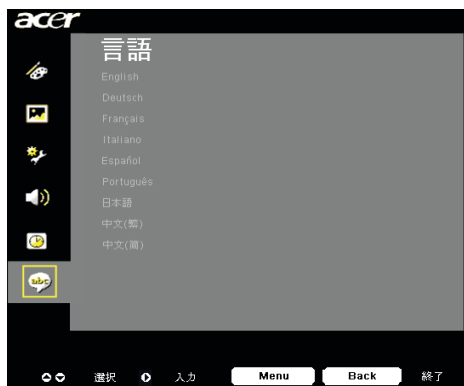 acer
言語
English
Deutsch
Français
Italiano
Español
Português
日本語
中文(繁)
中文(簡)
abc
選択 入力 Menu Back 終了